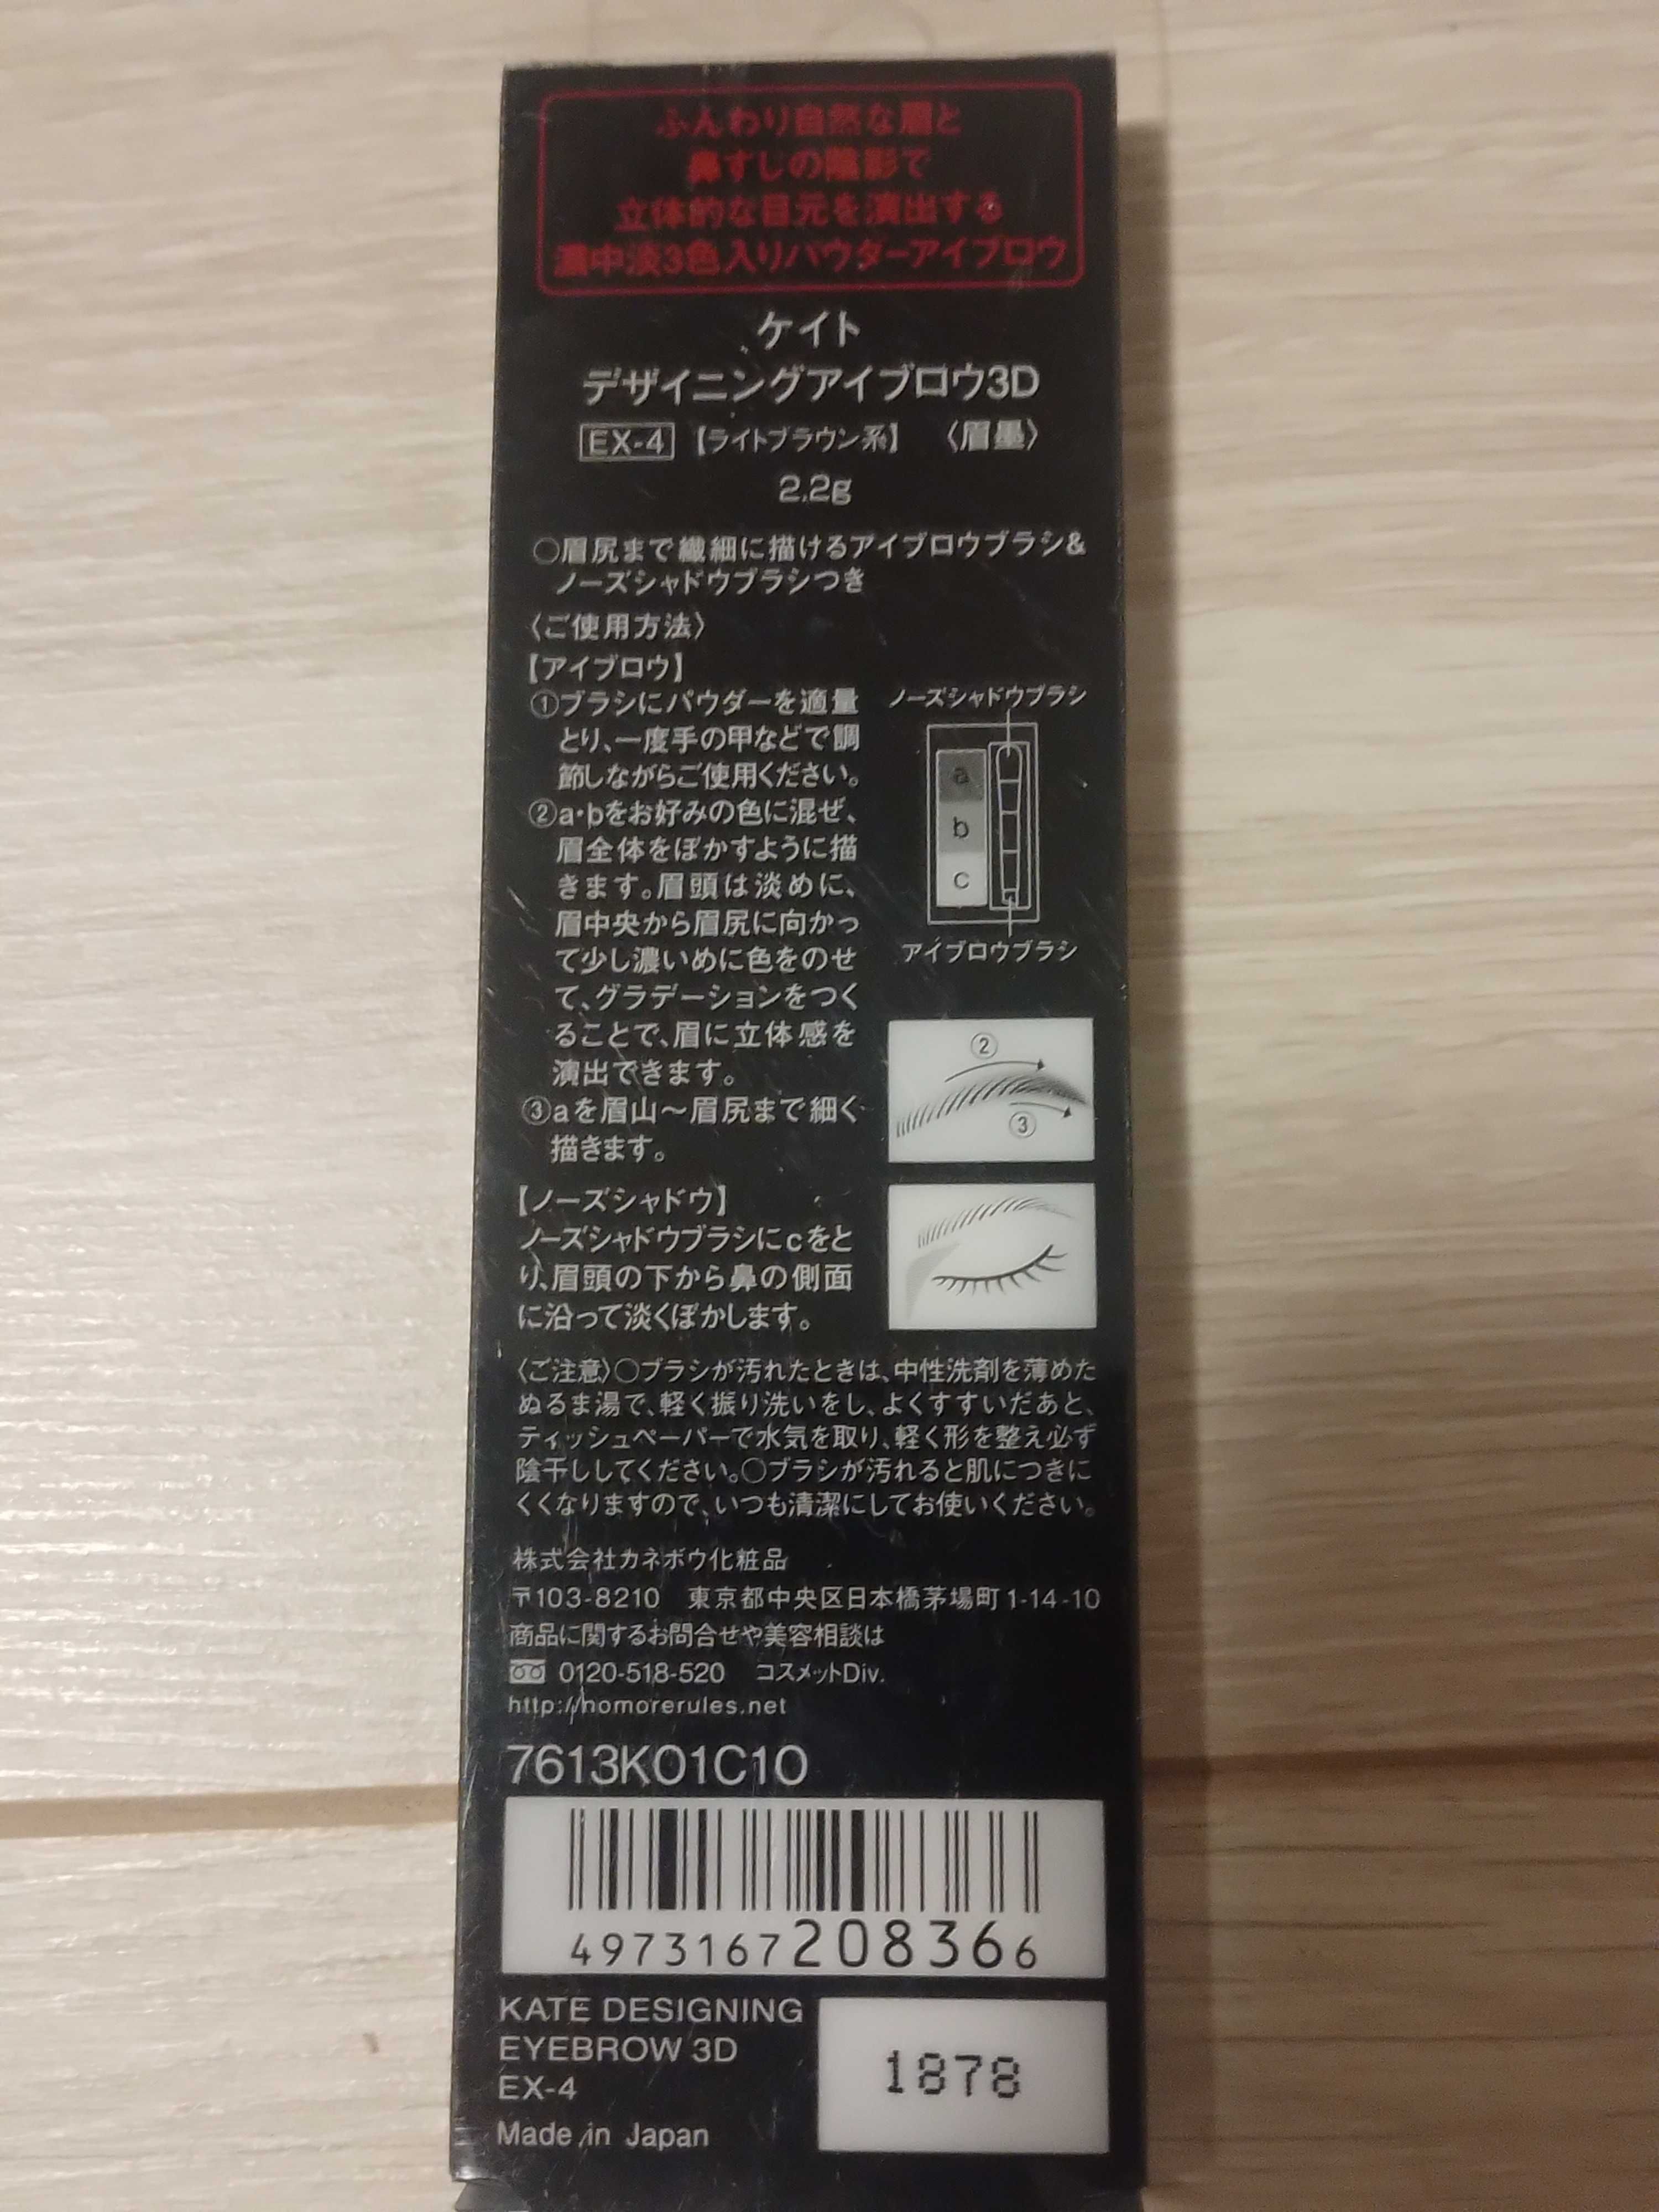 ふんわり自然な眉と
鼻すじの陰影で
立体的な目元を演出する
濃中淡3色入りパウダーアイブロウ
ケイト
デザイニングアイブロウ3D
EX-4 【ライトブラウン系】 〈眉墨〉
2.2g
○眉尻まで繊細に描けるアイブロウブラシ&
ノーズシャドウブラシつき
〈ご使用方法〉
【アイブロウ】
①ブラシにパウダーを適量
とり、一度手の甲などで調
節しながらご使用ください。
②a・bをお好みの色に混ぜ、
眉全体をぼかすように描
きます。眉頭は淡めに、
眉中央から眉尻に向かっ
て少し濃いめに色をのせ
て、グラデーションをつく
ることで、眉に立体感を
演出できます。
③aを眉山〜眉尻まで細く
描きます。
ノーズシャドウブラシ
a
b
c
アイブロウブラシ
②
③
【ノーズシャドウ】
ノーズシャドウブラシにcをと
り、眉頭の下から鼻の側面
に沿って淡くぼかします。
〈ご注意〉○ブラシが汚れたときは、中性洗剤を薄めた
ぬるま湯で、軽く振り洗いをし、よくすすいだあと、
ティッシュペーパーで水気を取り、軽く形を整え必ず
陰干ししてください。○ブラシが汚れると肌につきに
くくなりますので、いつも清潔にしてお使いください。
株式会社カネボウ化粧品
〒103-8210 東京都中央区日本橋茅場町1-14-10
商品に関するお問合せや美容相談は
0120-518-520 コスメットDiv.
http://nomorerules.net
7613KO1C1O
4973167208366
KATE DESIGNING
EYEBROW 3D
EX-4
Made in Japan
1878